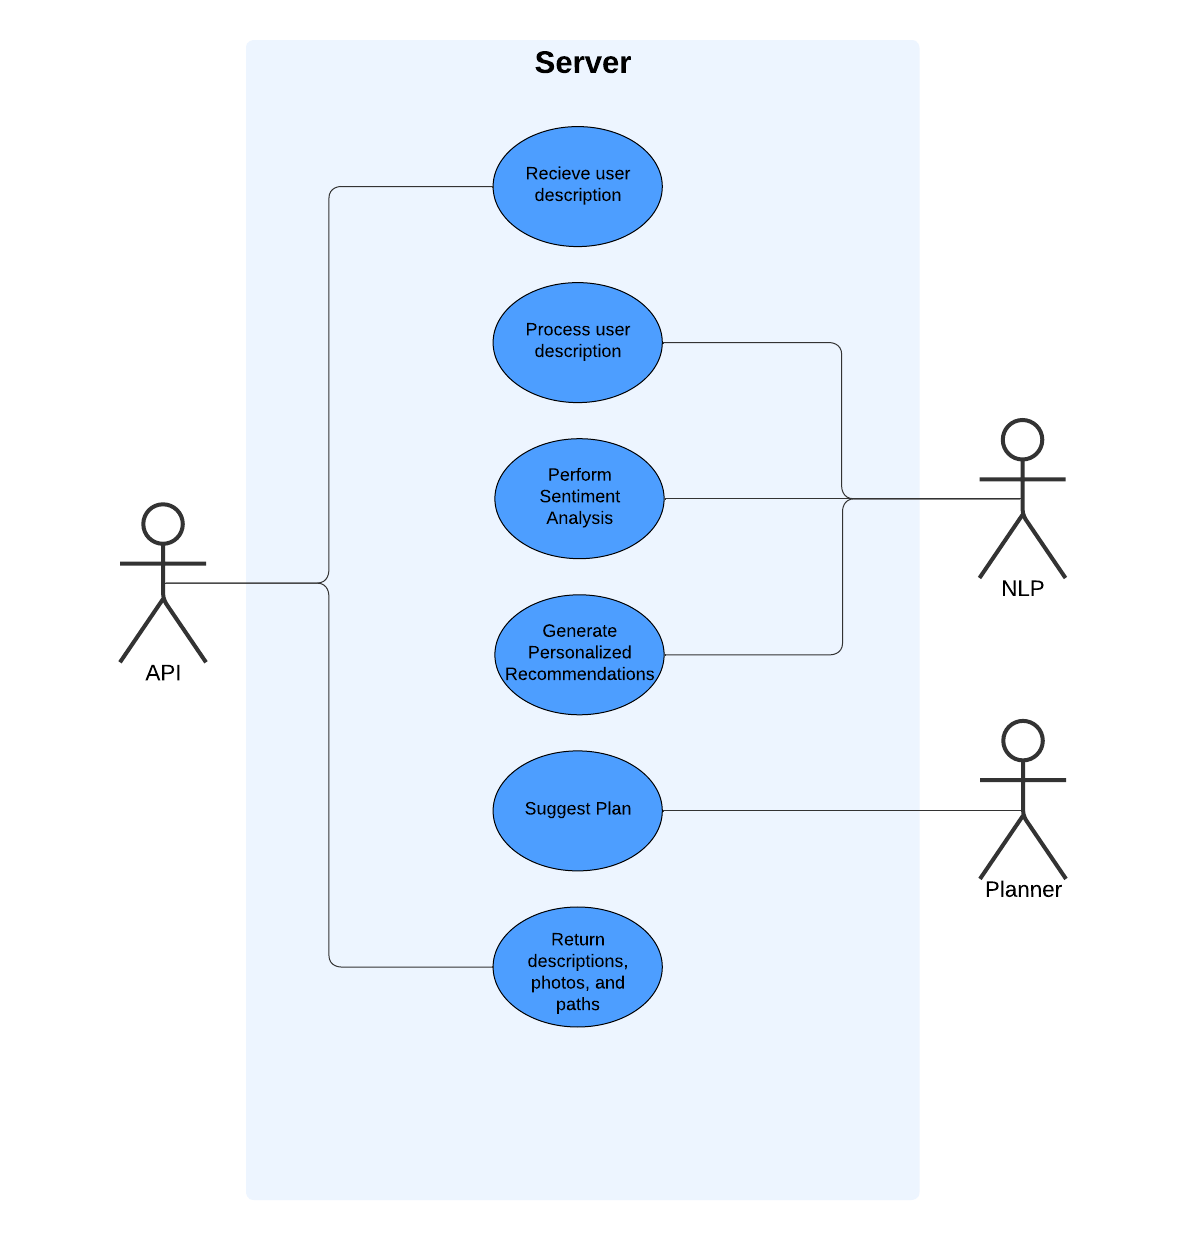 Server
Recieve user
description
Process user
description
Perform
Sentiment
Analysis
NLP
Generate
Personalized
Recommendations
API
Suggest Plan
Planner
Return
descriptions,
photos, and
paths